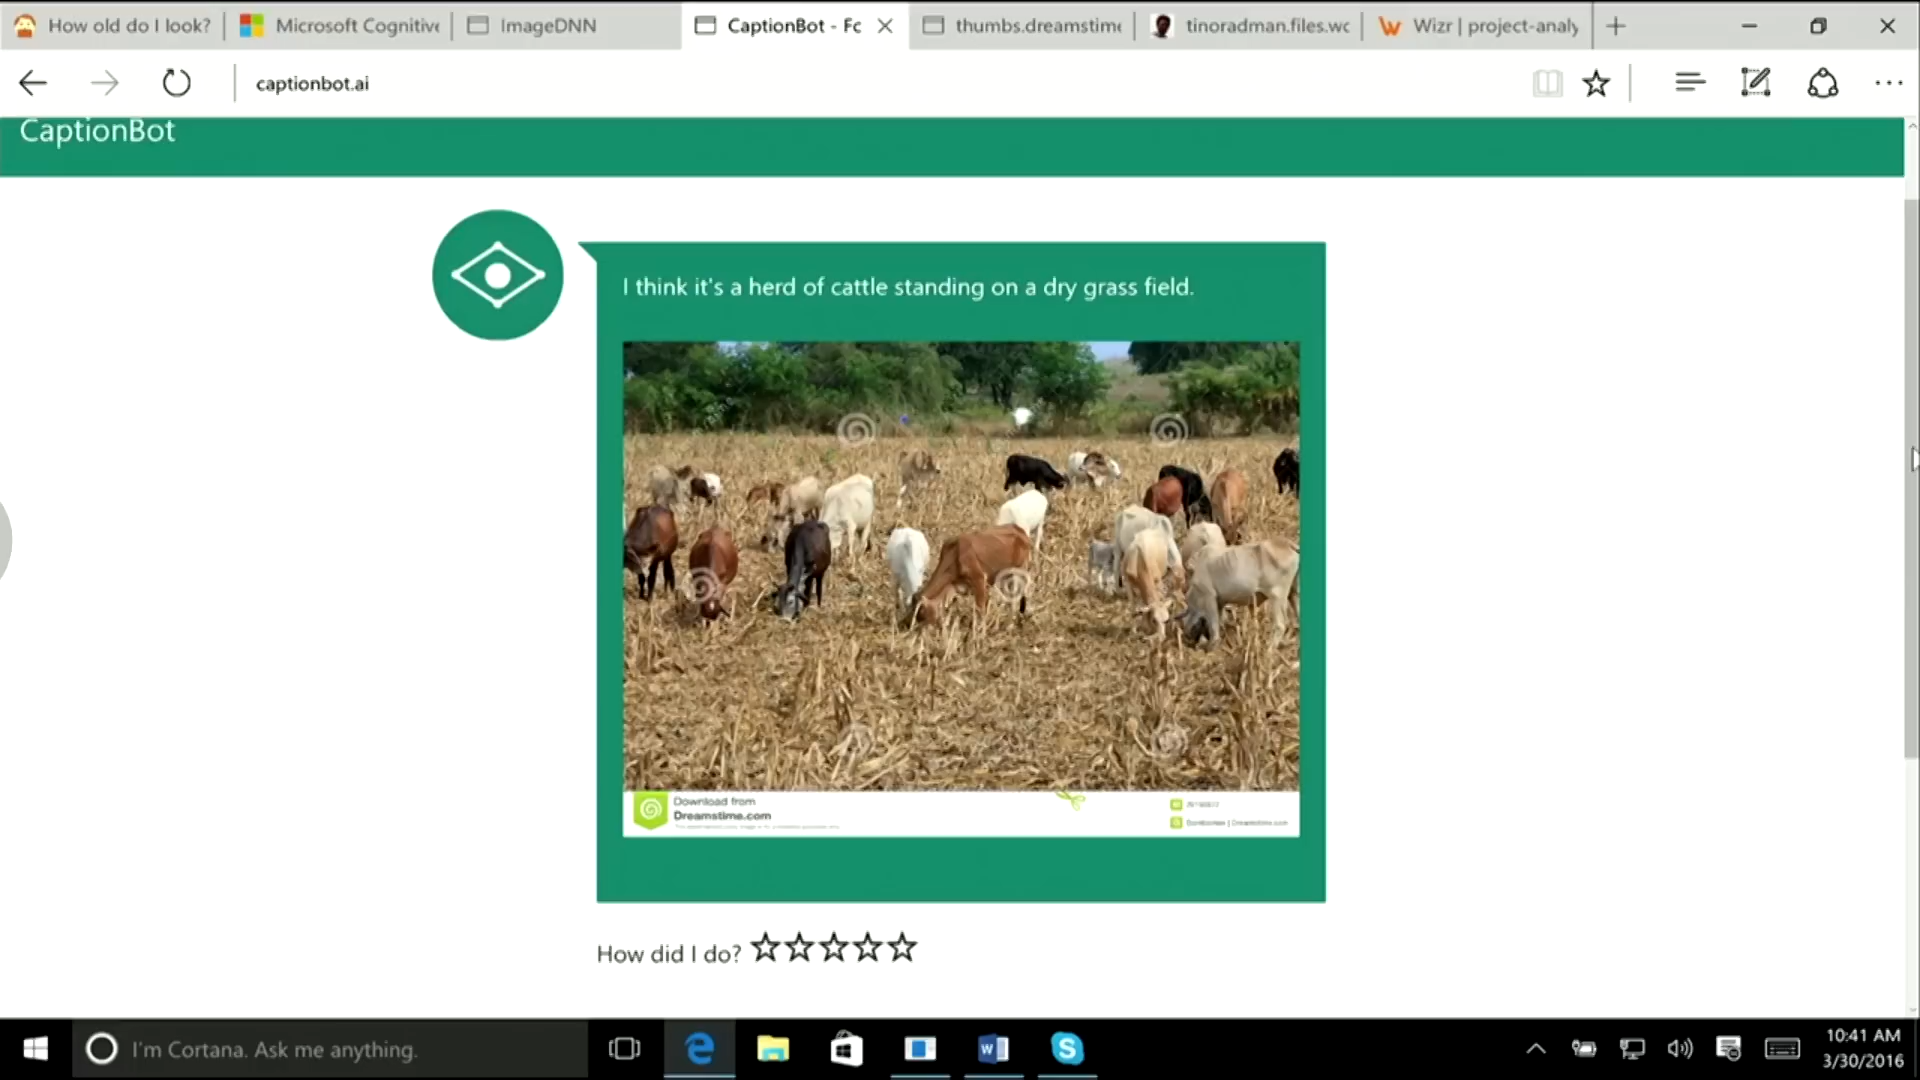 How old do I look?
Microsoft Cognitive
ImageDNN
CaptionBot - Fo
thumbs.dreamstime
tinoradman.files.wo
Wizr | project-analy
captionbot.ai
CaptionBot
I think it's a herd of cattle standing on a dry grass field.
Download from
Dreamstime.com
How did I do?
I'm Cortana. Ask me anything.
10:41 AM
3/30/2016